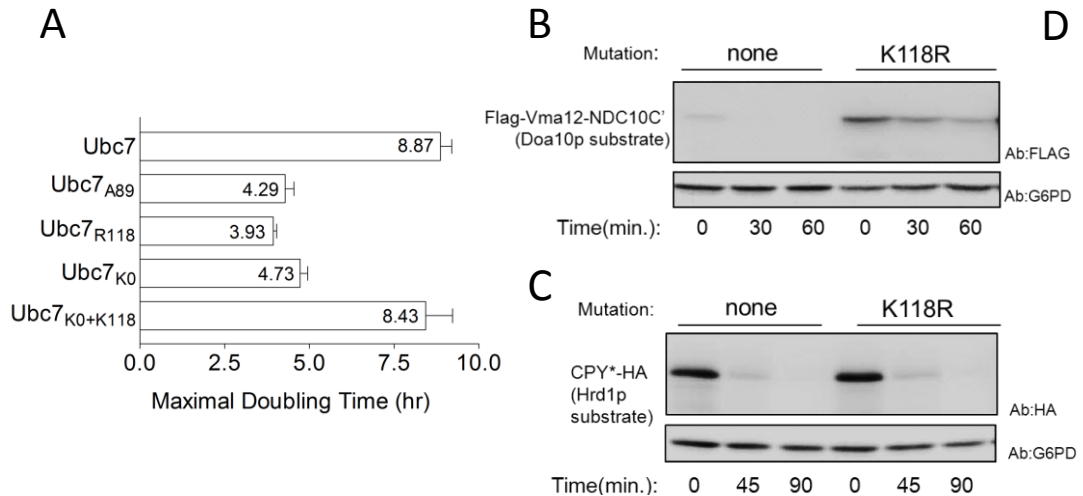 A
Ubc7
8.87
Ubc7A89
4.29
Ubc7R118
3.93
Ubc7K0
4.73
Ubc7K0+K118
8.43
0.0 2.5 5.0 7.5 10.0
Maximal Doubling Time (hr)
B
Mutation: none K118R
Flag-Vma12-NDC10C'
(Doa10p substrate)
Ab:FLAG
Ab:G6PD
Time(min.): 0 30 60 0 30 60
C
Mutation: none K118R
CPY*-HA
(Hrd1p
substrate)
Ab:HA
Ab:G6PD
Time(min.): 0 45 90 0 45 90
D